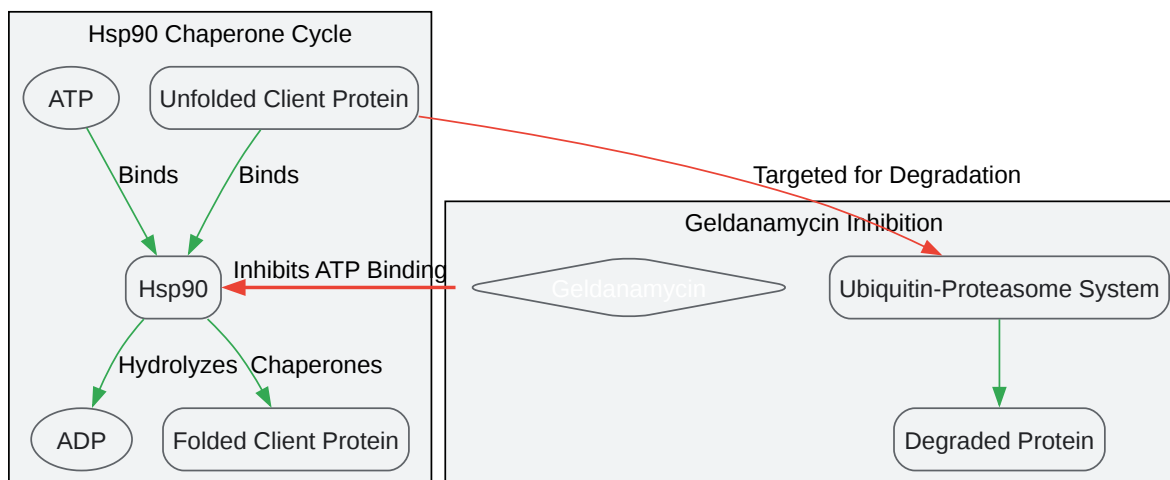 Hsp90 Chaperone Cycle
ATP
Unfolded Client Protein
Binds
Binds
Targeted for Degradation
Geldanamycin Inhibition
Inhibits ATP Binding
Hsp90
Geldanamycin
Ubiquitin-Proteasome System
Hydrolyzes
Chaperones
ADP
Folded Client Protein
Degraded Protein